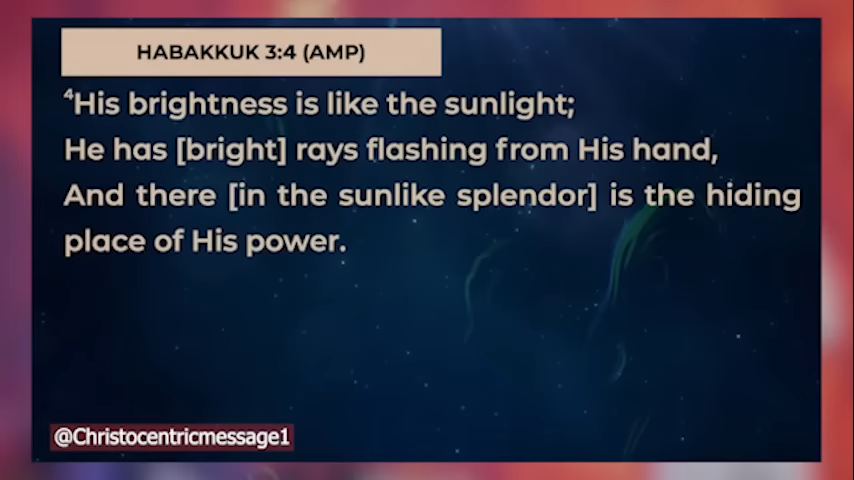 HABAKKUK 3:4 (AMP)
⁴His brightness is like the sunlight;
He has [bright] rays flashing from His hand,
And there [in the sunlike splendor] is the hiding
place of His power.
@Christocentricmessage1